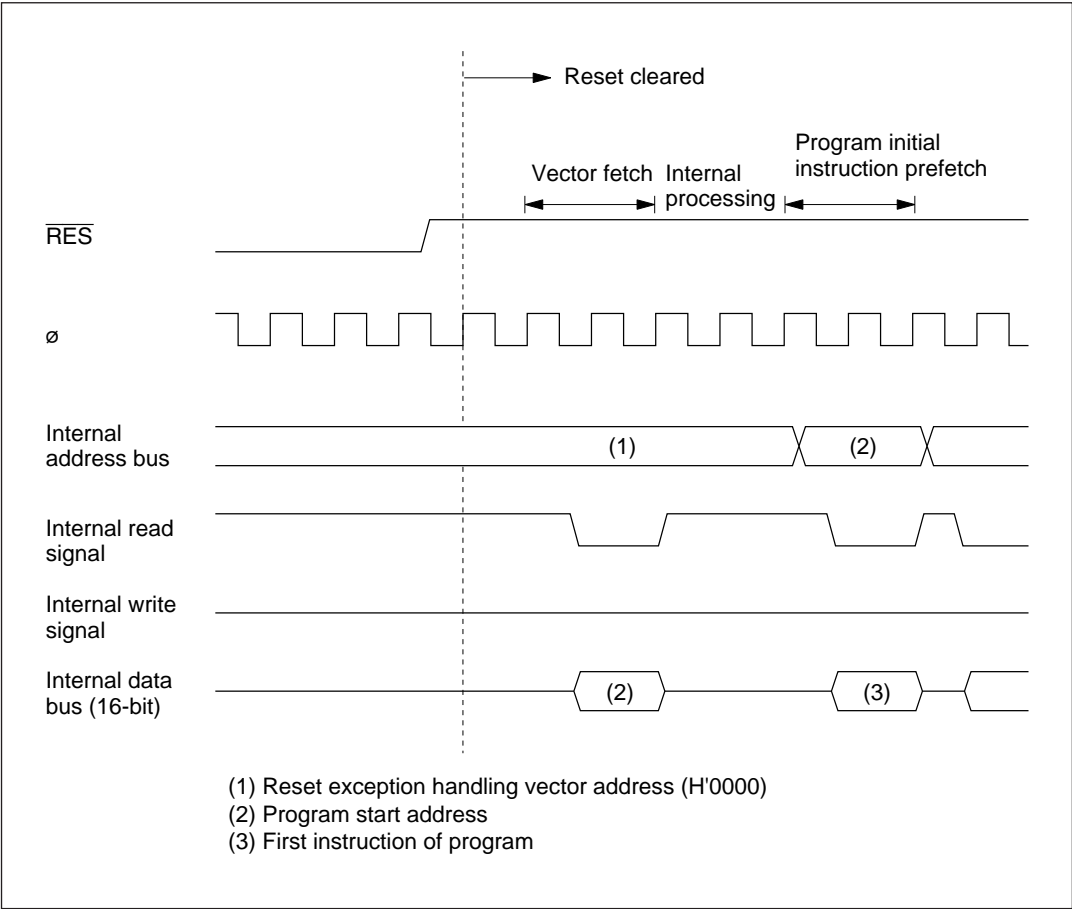 Reset cleared
Program initial
instruction prefetch
Vector fetch
Internal
processing
RES
ø
Internal
address bus
(1)
(2)
Internal read
signal
Internal write
signal
Internal data
bus (16-bit)
(2)
(3)
(1) Reset exception handling vector address (H'0000)
(2) Program start address
(3) First instruction of program